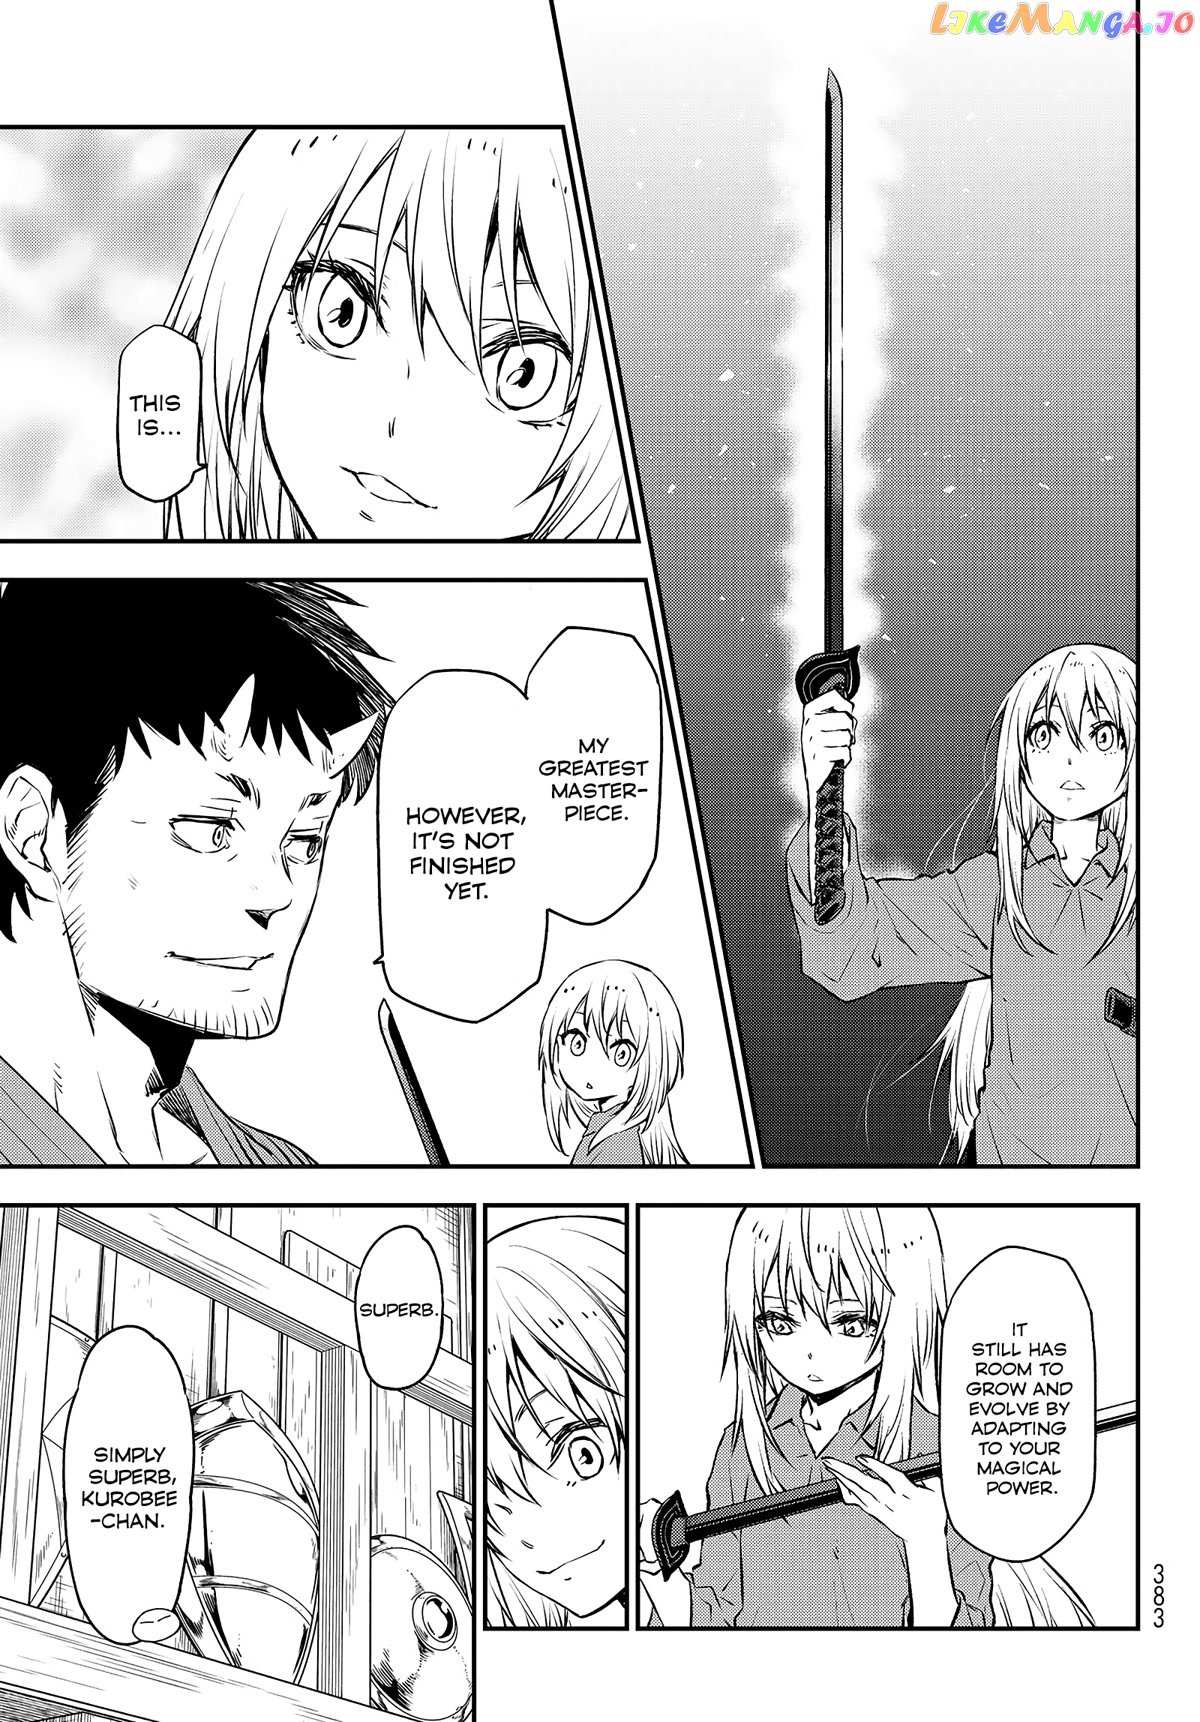 LIKEMANGA.IO
THIS
IS...
MY
GREATEST
MASTER-
PIECE.
HOWEVER,
IT'S NOT
FINISHED
YET.
IT
STILL HAS
ROOM TO
GROW AND
EVOLVE BY
ADAPTING
TO YOUR
MAGICAL
POWER.
SUPERB.
SIMPLY
SUPERB,
KUROBEE
-CHAN.
383